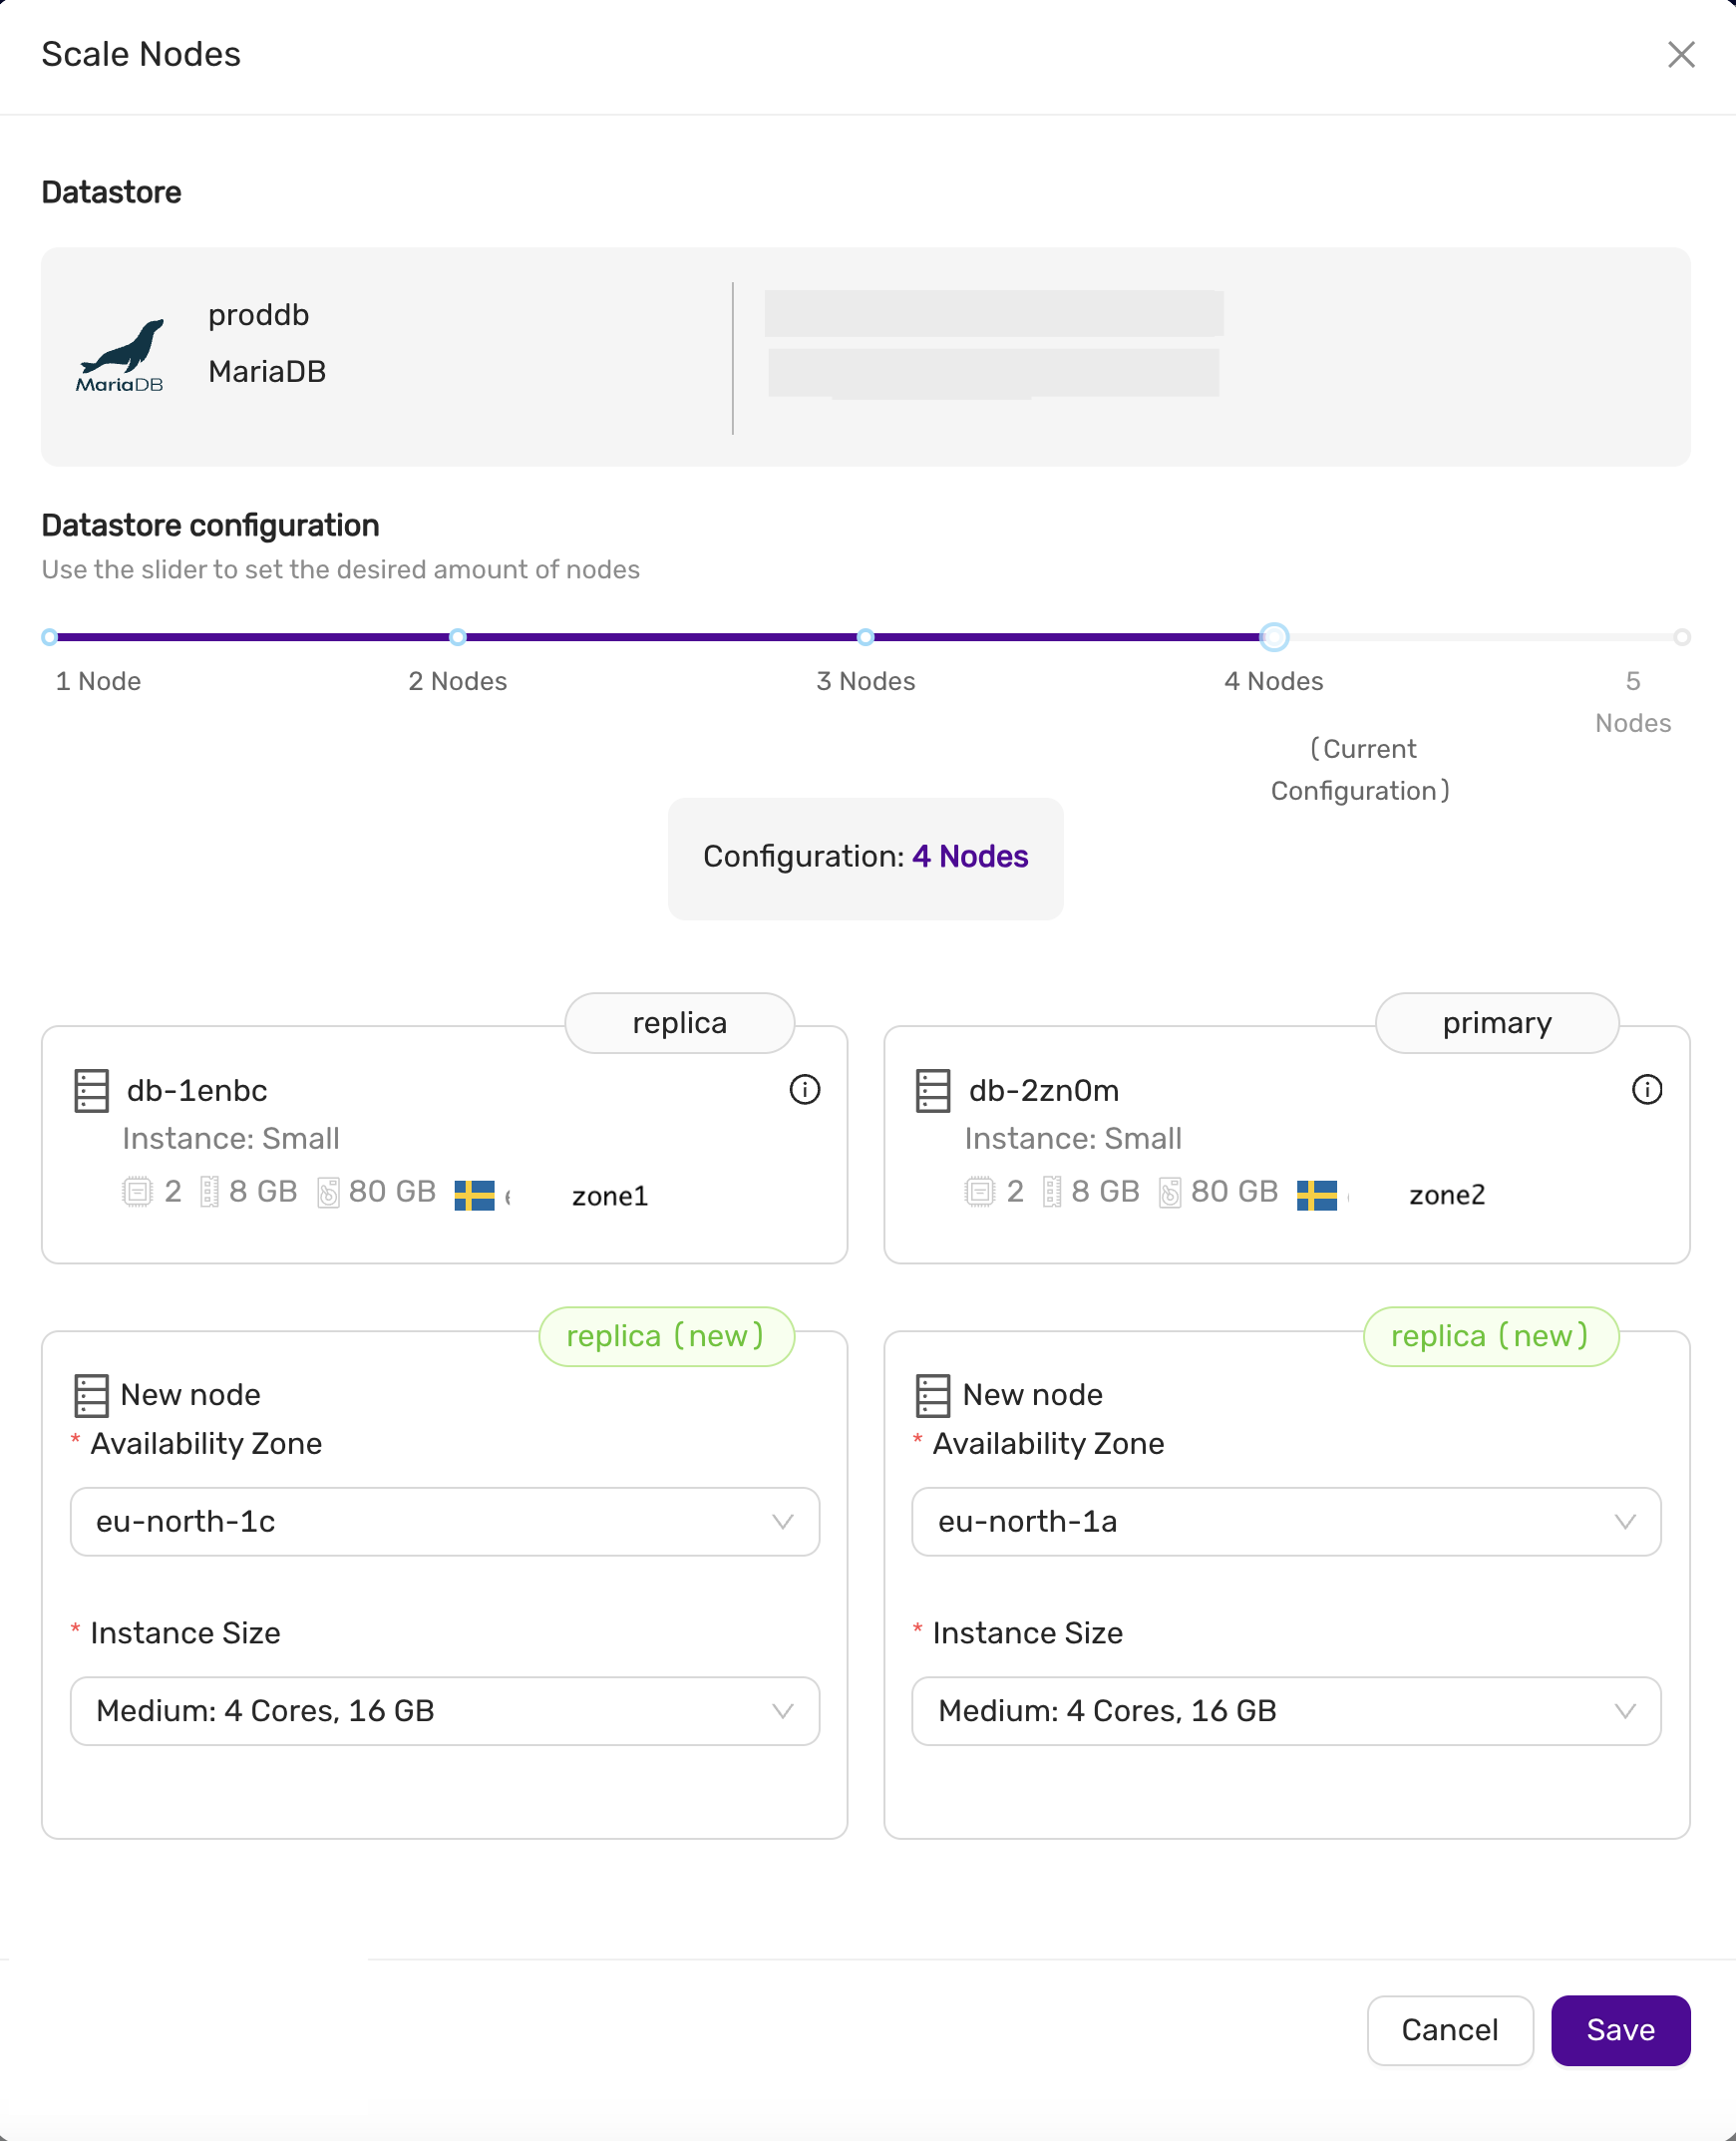 Scale Nodes
Datastore
proddb
MariaDB
MariaDB
Datastore configuration
Use the slider to set the desired amount of nodes
1 Node
2 Nodes
3 Nodes
4 Nodes
5
Nodes
(Current
Configuration)
Configuration: 4 Nodes
replica
db-1enbc
Instance: Small
2 8 GB 80 GB zone1
primary
db-2zn0m
Instance: Small
2 8 GB 80 GB zone2
replica (new)
New node
* Availability Zone
eu-north-1c
* Instance Size
Medium: 4 Cores, 16 GB
replica (new)
New node
* Availability Zone
eu-north-1a
* Instance Size
Medium: 4 Cores, 16 GB
Cancel
Save